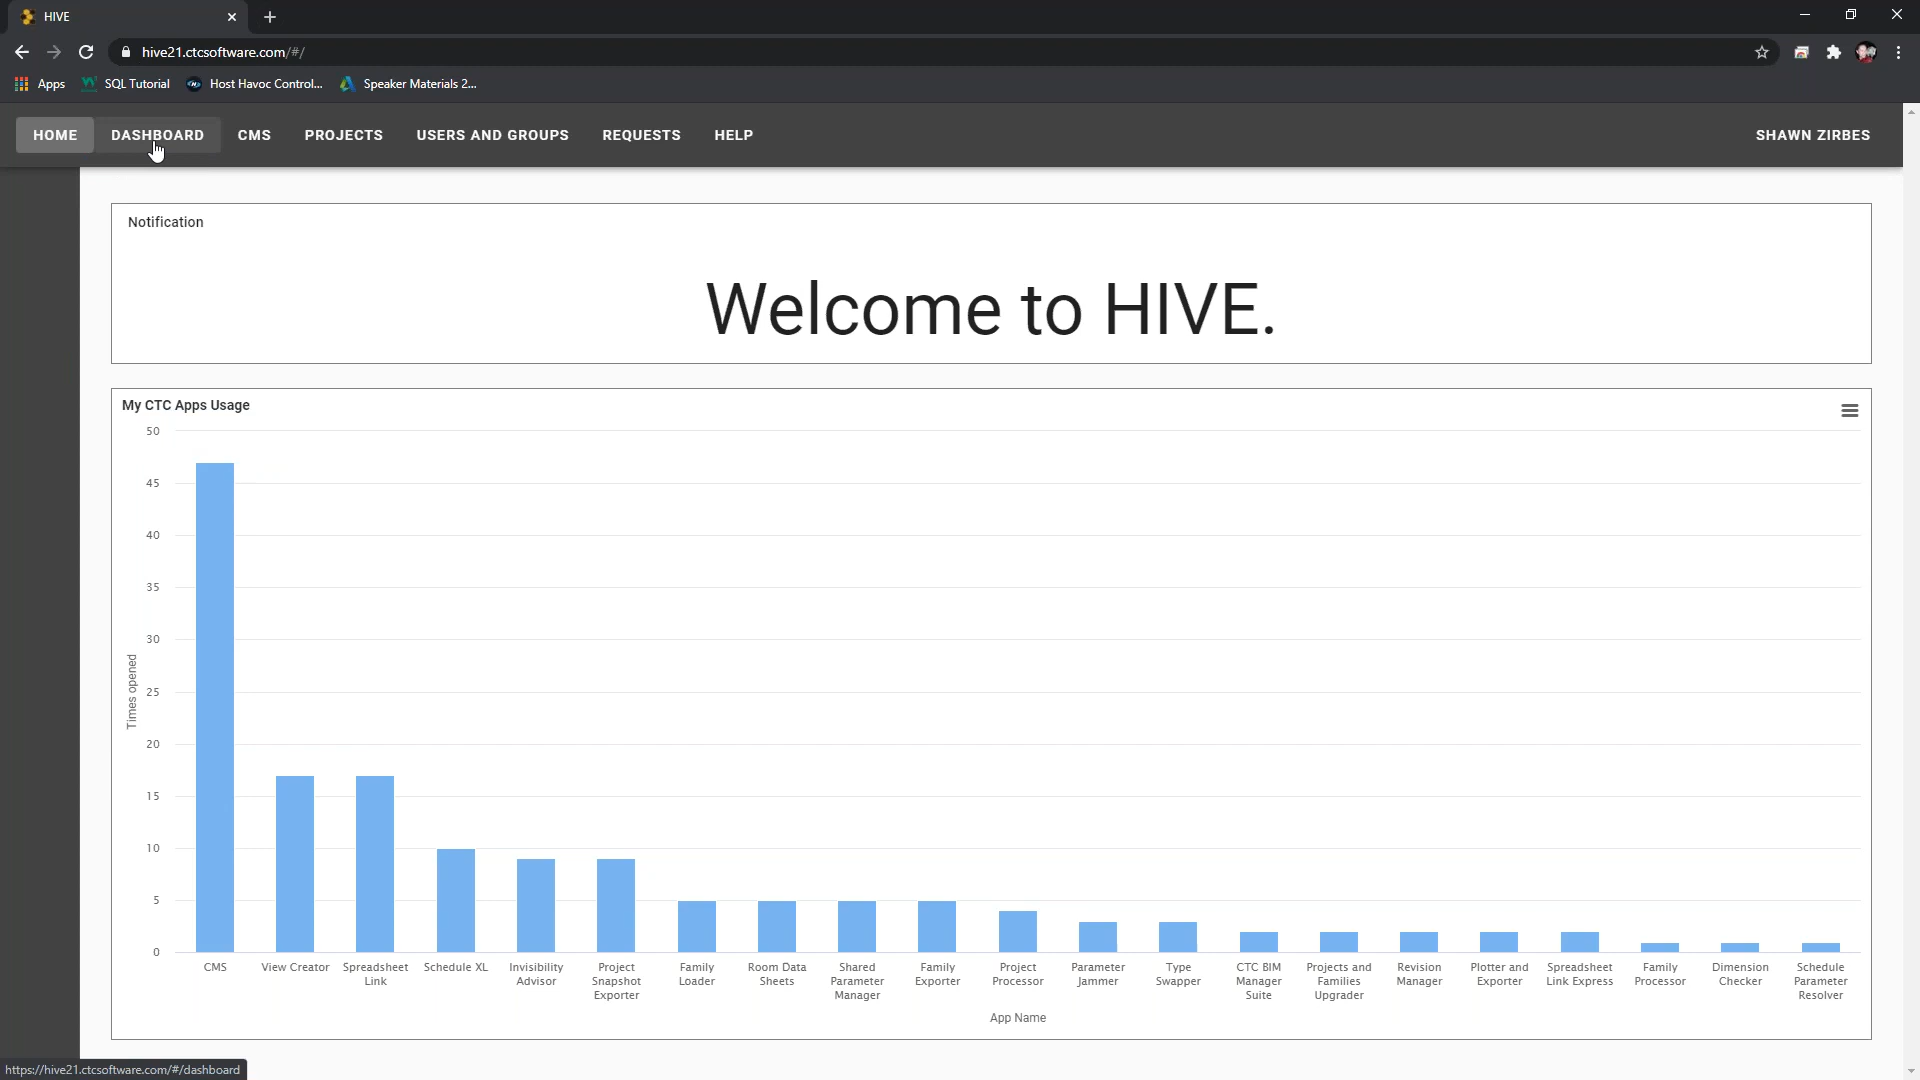 HIVE
hive21.ctcsoftware.com/#/
Apps
SQL Tutorial
Host Havoc Control...
Speaker Materials 2...
HOME
DASHBOARD
CMS
PROJECTS
USERS AND GROUPS
REQUESTS
HELP
SHAWN ZIRBES
Notification
Welcome to HIVE.
My CTC Apps Usage
50
45
40
35
30
25
20
15
10
5
0
Times opened
CMS
View Creator
Spreadsheet
Link
Schedule XL
Invisibility
Advisor
Project
Snapshot
Exporter
Family
Loader
Room Data
Sheets
Shared
Parameter
Manager
Family
Exporter
Project
Processor
Parameter
Jammer
Type
Swapper
CTC BIM
Manager
Suite
Projects and
Families
Upgrader
Revision
Manager
Plotter and
Exporter
Spreadsheet
Link Express
Family
Processor
Dimension
Checker
Schedule
Parameter
Resolver
App Name
https://hive21.ctcsoftware.com/#/dashboard